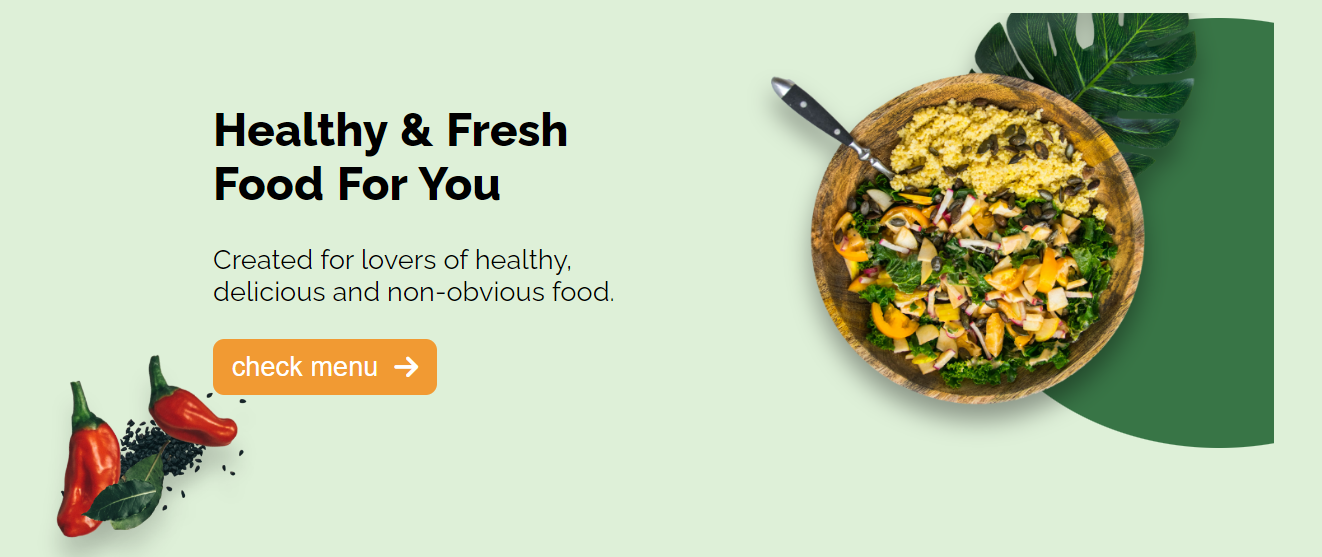 Healthy & Fresh
Food For You
Created for lovers of healthy,
delicious and non-obvious food.
check menu